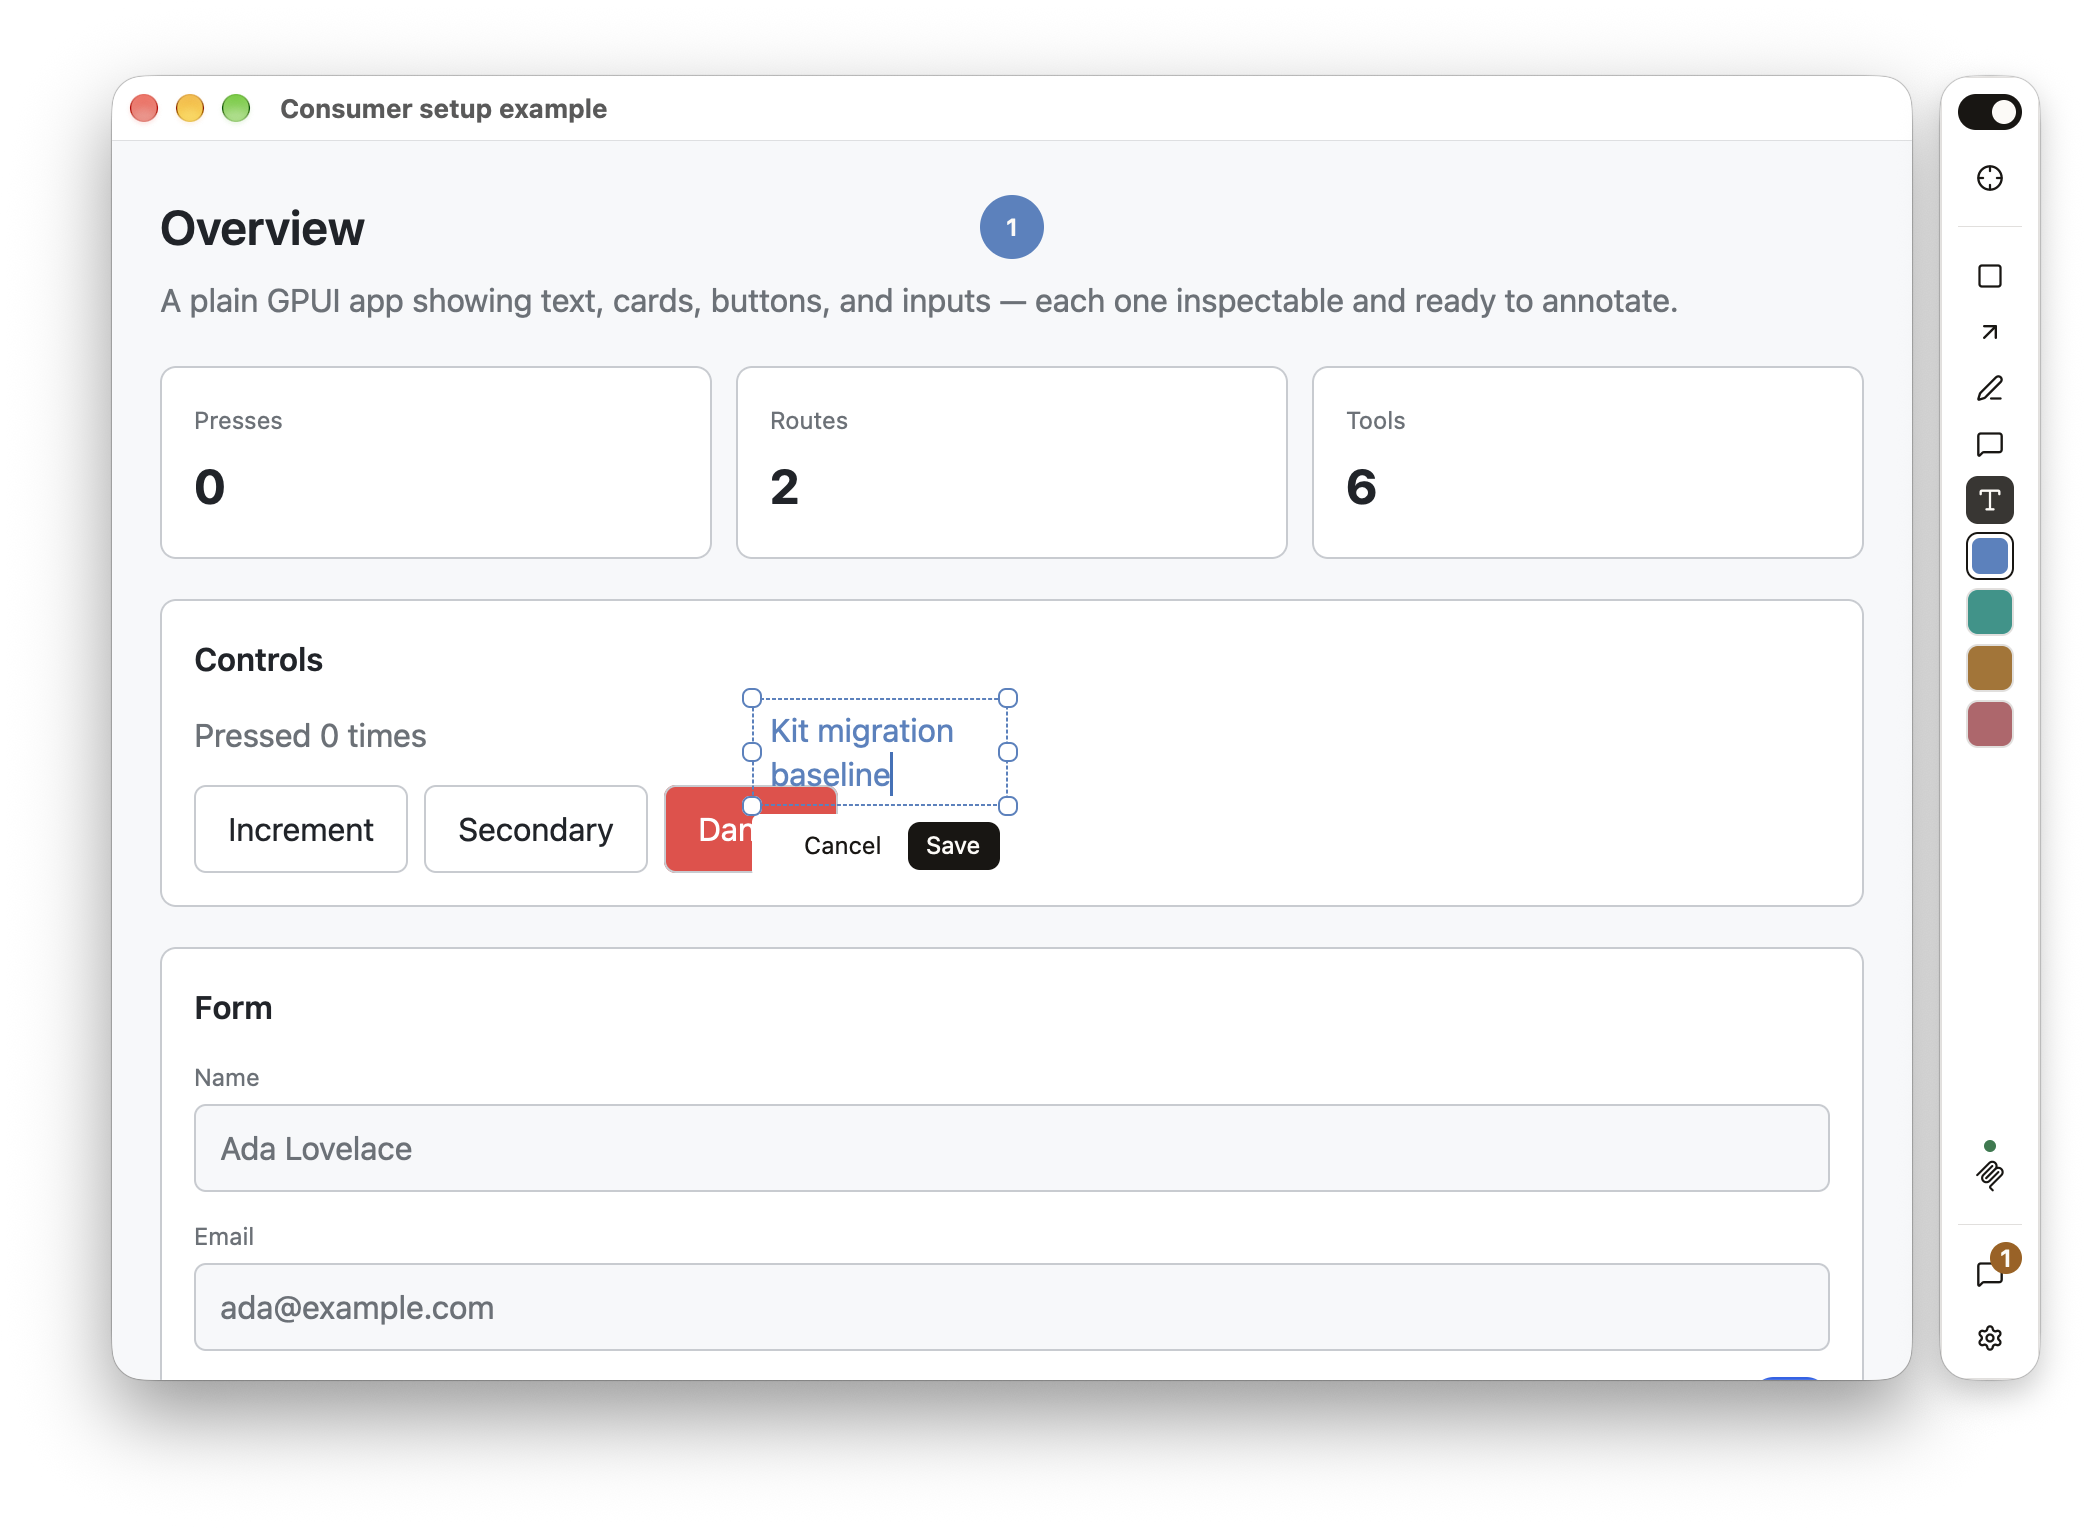 Consumer setup example
Overview
1
A plain GPUI app showing text, cards, buttons, and inputs — each one inspectable and ready to annotate.
Presses
0
Routes
2
Tools
6
Controls
Pressed 0 times
Kit migration
baseline
Increment
Secondary
Cancel
Save
Form
Name
Ada Lovelace
Email
ada@example.com
T
1